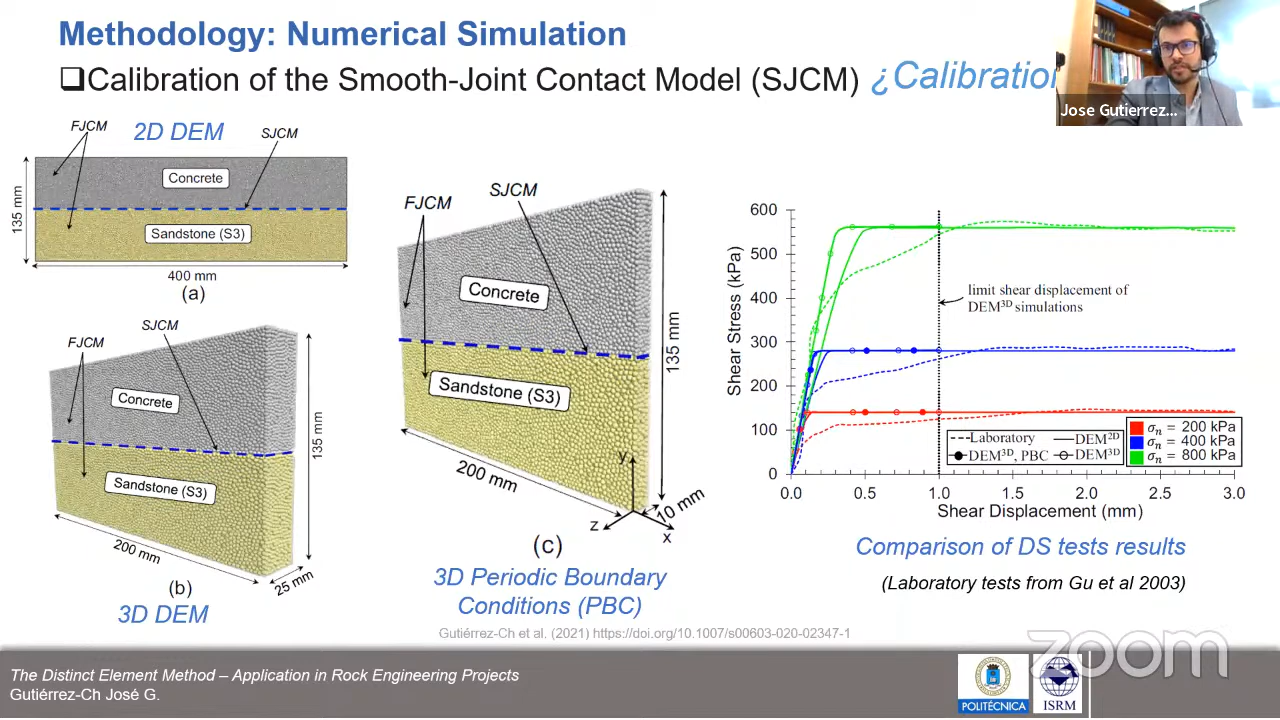 Methodology: Numerical Simulation
❑Calibration of the Smooth-Joint Contact Model (SJCM) ¿Calibration
Jose Gutierrez...
FJCM
2D DEM
SJCM
Concrete
Sandstone (S3)
135 mm
400 mm
(a)
SJCM
FJCM
Concrete
Sandstone (S3)
135 mm
200 mm
25 mm
(b)
3D DEM
SJCM
FJCM
Concrete
Sandstone (S3)
135 mm
200 mm
10 mm
y
z
x
(c)
3D Periodic Boundary
Conditions (PBC)
Shear Stress (kPa)
600
500
400
300
200
100
0
0.0 0.5 1.0 1.5 2.0 2.5 3.0
Shear Displacement (mm)
limit shear displacement of
DEM³ᴰ simulations
Laboratory DEM²ᴰ
DEM³ᴰ, PBC DEM³ᴰ
σₙ = 200 kPa
σₙ = 400 kPa
σₙ = 800 kPa
Comparison of DS tests results
(Laboratory tests from Gu et al 2003)
Gutiérrez-Ch et al. (2021) https://doi.org/10.1007/s00603-020-02347-1
zoom
The Distinct Element Method – Application in Rock Engineering Projects
Gutiérrez-Ch José G.
POLITÉCNICA
ISRM